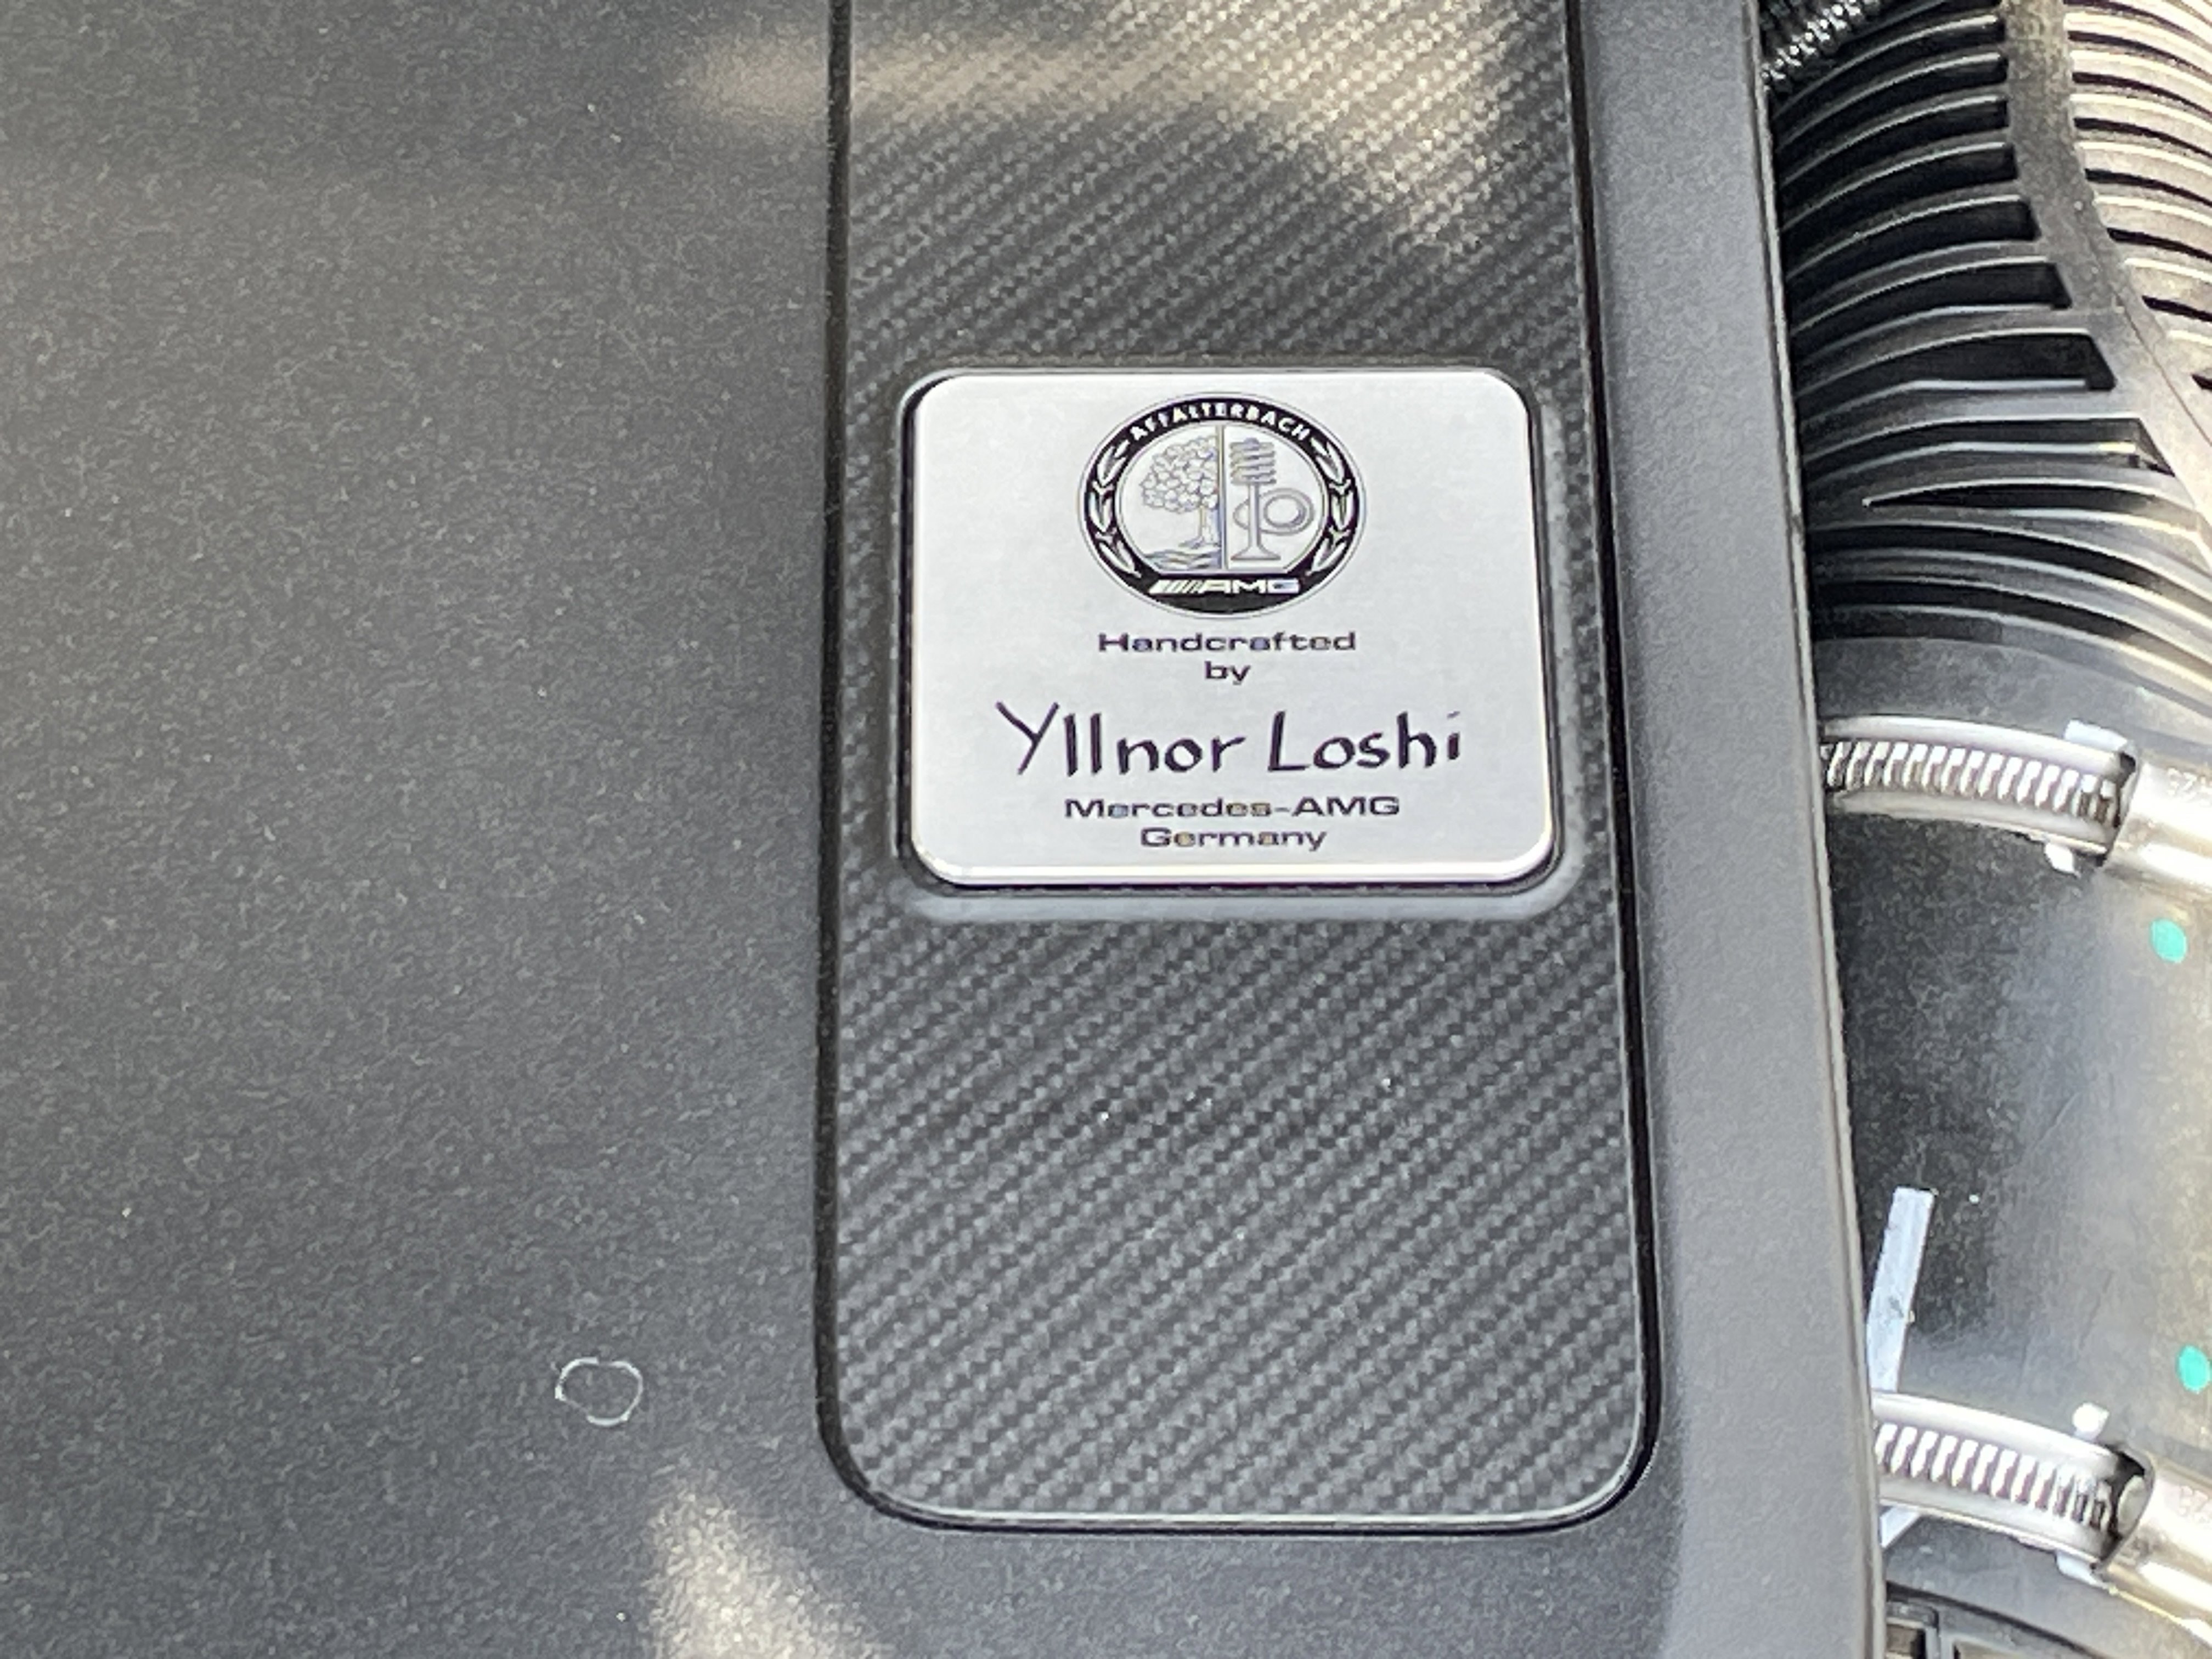 AFFALTERBACH
AMG
Handcrafted
by
Yllnor Loshi
Mercedes-AMG
Germany